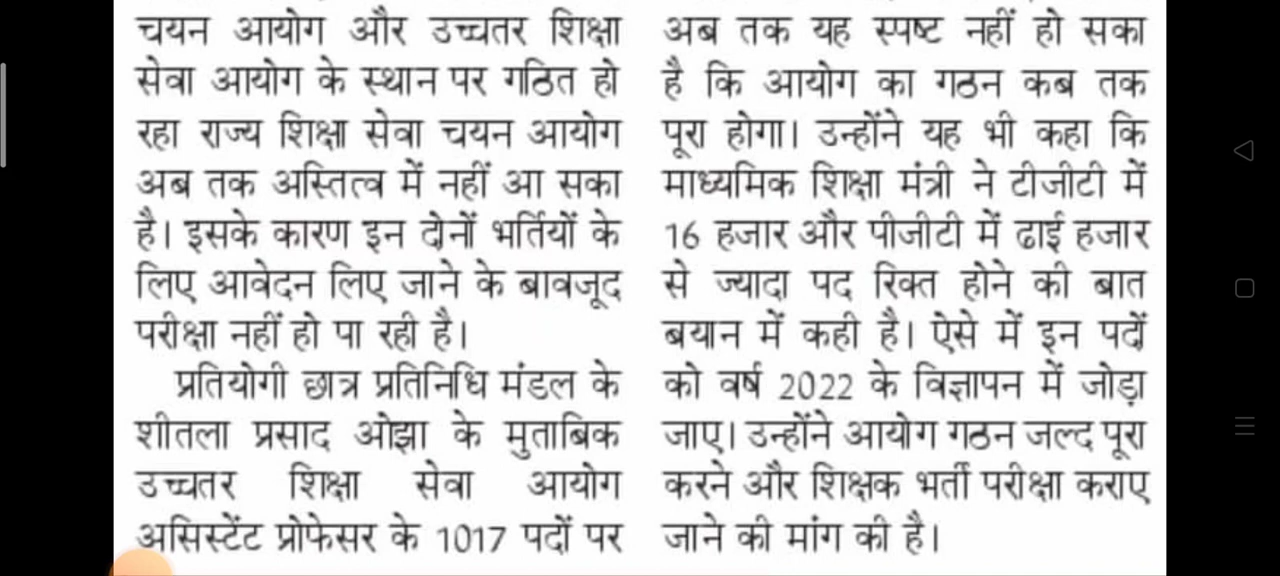 चयन आयोग और उच्चतर शिक्षा
सेवा आयोग के स्थान पर गठित हो
रहा राज्य शिक्षा सेवा चयन आयोग
अब तक अस्तित्व में नहीं आ सका
है। इसके कारण इन दोनों भर्तियों के
लिए आवेदन लिए जाने के बावजूद
परीक्षा नहीं हो पा रही है।
प्रतियोगी छात्र प्रतिनिधि मंडल के
शीतला प्रसाद ओझा के मुताबिक
उच्चतर शिक्षा सेवा आयोग
असिस्टेंट प्रोफेसर के 1017 पदों पर
अब तक यह स्पष्ट नहीं हो सका
है कि आयोग का गठन कब तक
पूरा होगा। उन्होंने यह भी कहा कि
माध्यमिक शिक्षा मंत्री ने टीजीटी में
16 हजार और पीजीटी में ढाई हजार
से ज्यादा पद रिक्त होने की बात
बयान में कही है। ऐसे में इन पदों
को वर्ष 2022 के विज्ञापन में जोड़ा
जाए। उन्होंने आयोग गठन जल्द पूरा
करने और शिक्षक भर्ती परीक्षा कराए
जाने की मांग की है।